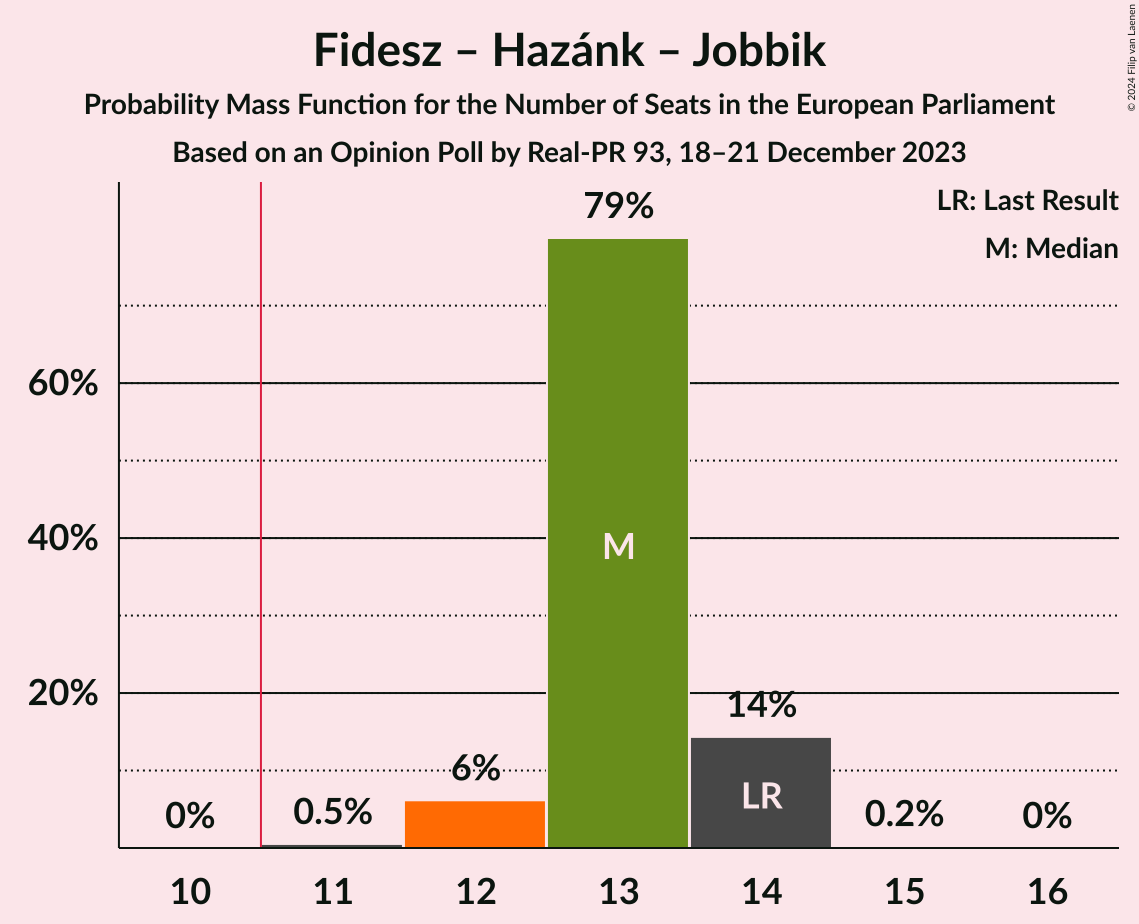 Fidesz – Hazánk – Jobbik
Probability Mass Function for the Number of Seats in the European Parliament
Based on an Opinion Poll by Real-PR 93, 18–21 December 2023
© 2024 Filip van Laenen
LR: Last Result
M: Median
79%
60%
40%
20%
M
14%
LR
6%
0%
0.5%
0.2%
0%
10
11
12
13
14
15
16